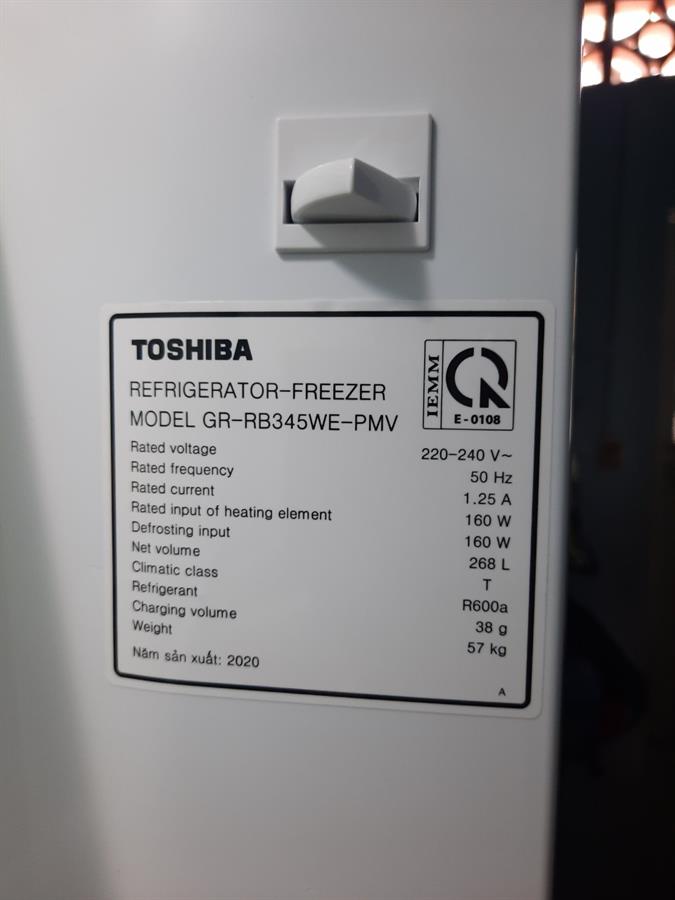 TOSHIBA
REFRIGERATOR-FREEZER
MODEL GR-RB345WE-PMV
IEMM
E-0108
Rated voltage 220-240 V~
Rated frequency 50 Hz
Rated current 1.25 A
Rated input of heating element 160 W
Defrosting input 160 W
Net volume 268 L
Climatic class T
Refrigerant R600a
Charging volume 38 g
Weight 57 kg
Năm sản xuất: 2020
A